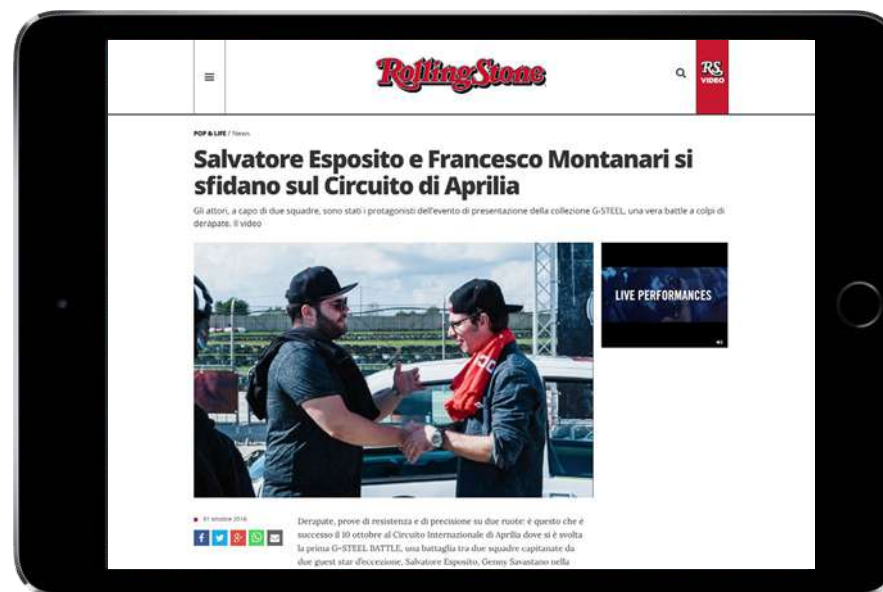 RollingStone
RS
VIDEO
POP & LIFE / News
Salvatore Esposito e Francesco Montanari si
sfidano sul Circuito di Aprilia
Gli attori, a capo di due squadre, sono stati i protagonisti dell'evento di presentazione della collezione G-STEEL, una vera battle a colpi di
derapate. Il video
LIVE PERFORMANCES
31 ottobre 2016
Derapate, prove di resistenza e di precisione su due ruote: è questo che è
successo il 10 ottobre al Circuito Internazionale di Aprilia dove si è svolta
la prima G-STEEL BATTLE, una battaglia tra due squadre capitanate da
due guest star d'eccezione, Salvatore Esposito, Genny Savastano nella